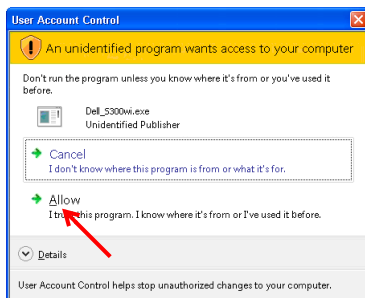 User Account Control
An unidentified program wants access to your computer
Don't run the program unless you know where it's from or you've used it
before.
Dell_5300wi.exe
Unidentified Publisher
Cancel
I don't know where this program is from or what it's for.
Allow
I this program. I know where it's from or I've used it before.
Details
User Account Control helps stop unauthorized changes to your computer.